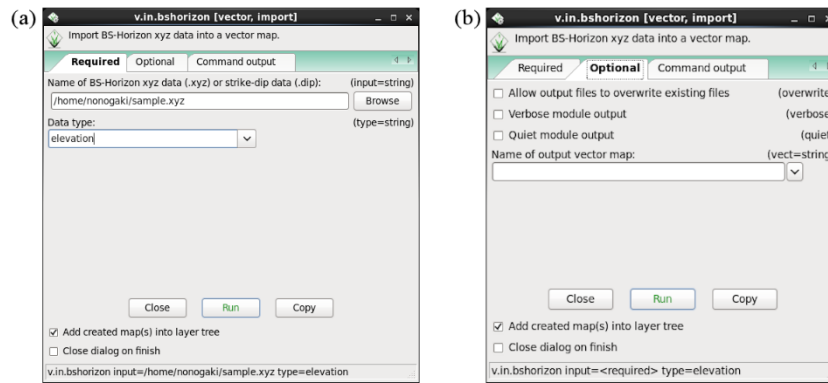 (a)
v.in.bshorizon [vector, import]
Import BS-Horizon xyz data into a vector map.
Required Optional Command output
Name of BS-Horizon xyz data (.xyz) or strike-dip data (.dip): (input=string)
/home/nonogaki/sample.xyz Browse
Data type: (type=string)
elevation
Close Run Copy
Add created map(s) into layer tree
Close dialog on finish
v.in.bshorizon input=/home/nonogaki/sample.xyz type=elevation
(b)
v.in.bshorizon [vector, import]
Import BS-Horizon xyz data into a vector map.
Required Optional Command output
Allow output files to overwrite existing files (overwrite
Verbose module output (verbose
Quiet module output (quiet
Name of output vector map: (vect=string
Close Run Copy
Add created map(s) into layer tree
Close dialog on finish
v.in.bshorizon input=<required> type=elevation